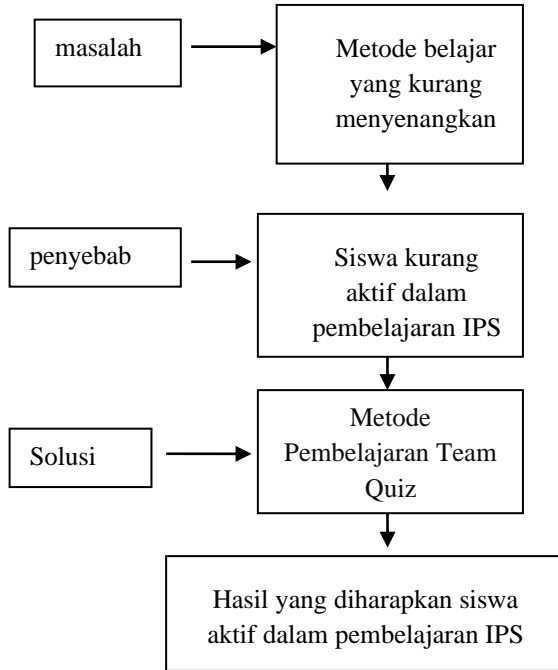 masalah
Metode belajar
yang kurang
menyenangkan
penyebab
Siswa kurang
aktif dalam
pembelajaran IPS
Solusi
Metode
Pembelajaran Team
Quiz
Hasil yang diharapkan siswa
aktif dalam pembelajaran IPS